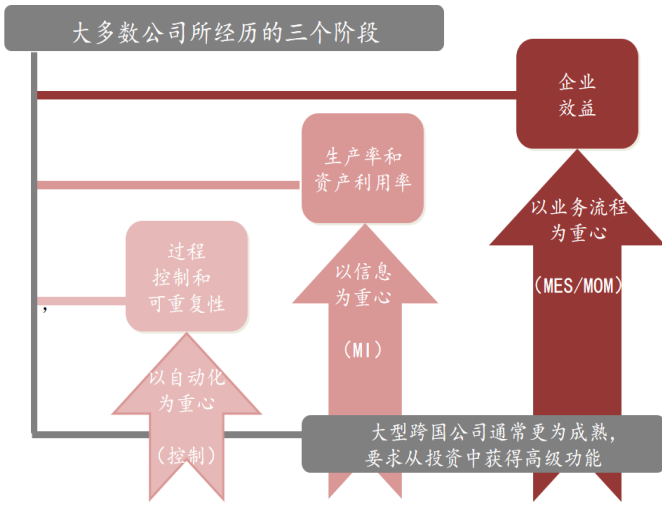 大多数公司所经历的三个阶段
企业
效益
生产率和
资产利用率
以业务流程
为重心
(MES/MOM)
过程
控制和
可重复性
,
以信息
为重心
(MI)
以自动化
为重心
(控制)
大型跨国公司通常更为成熟,
要求从投资中获得高级功能